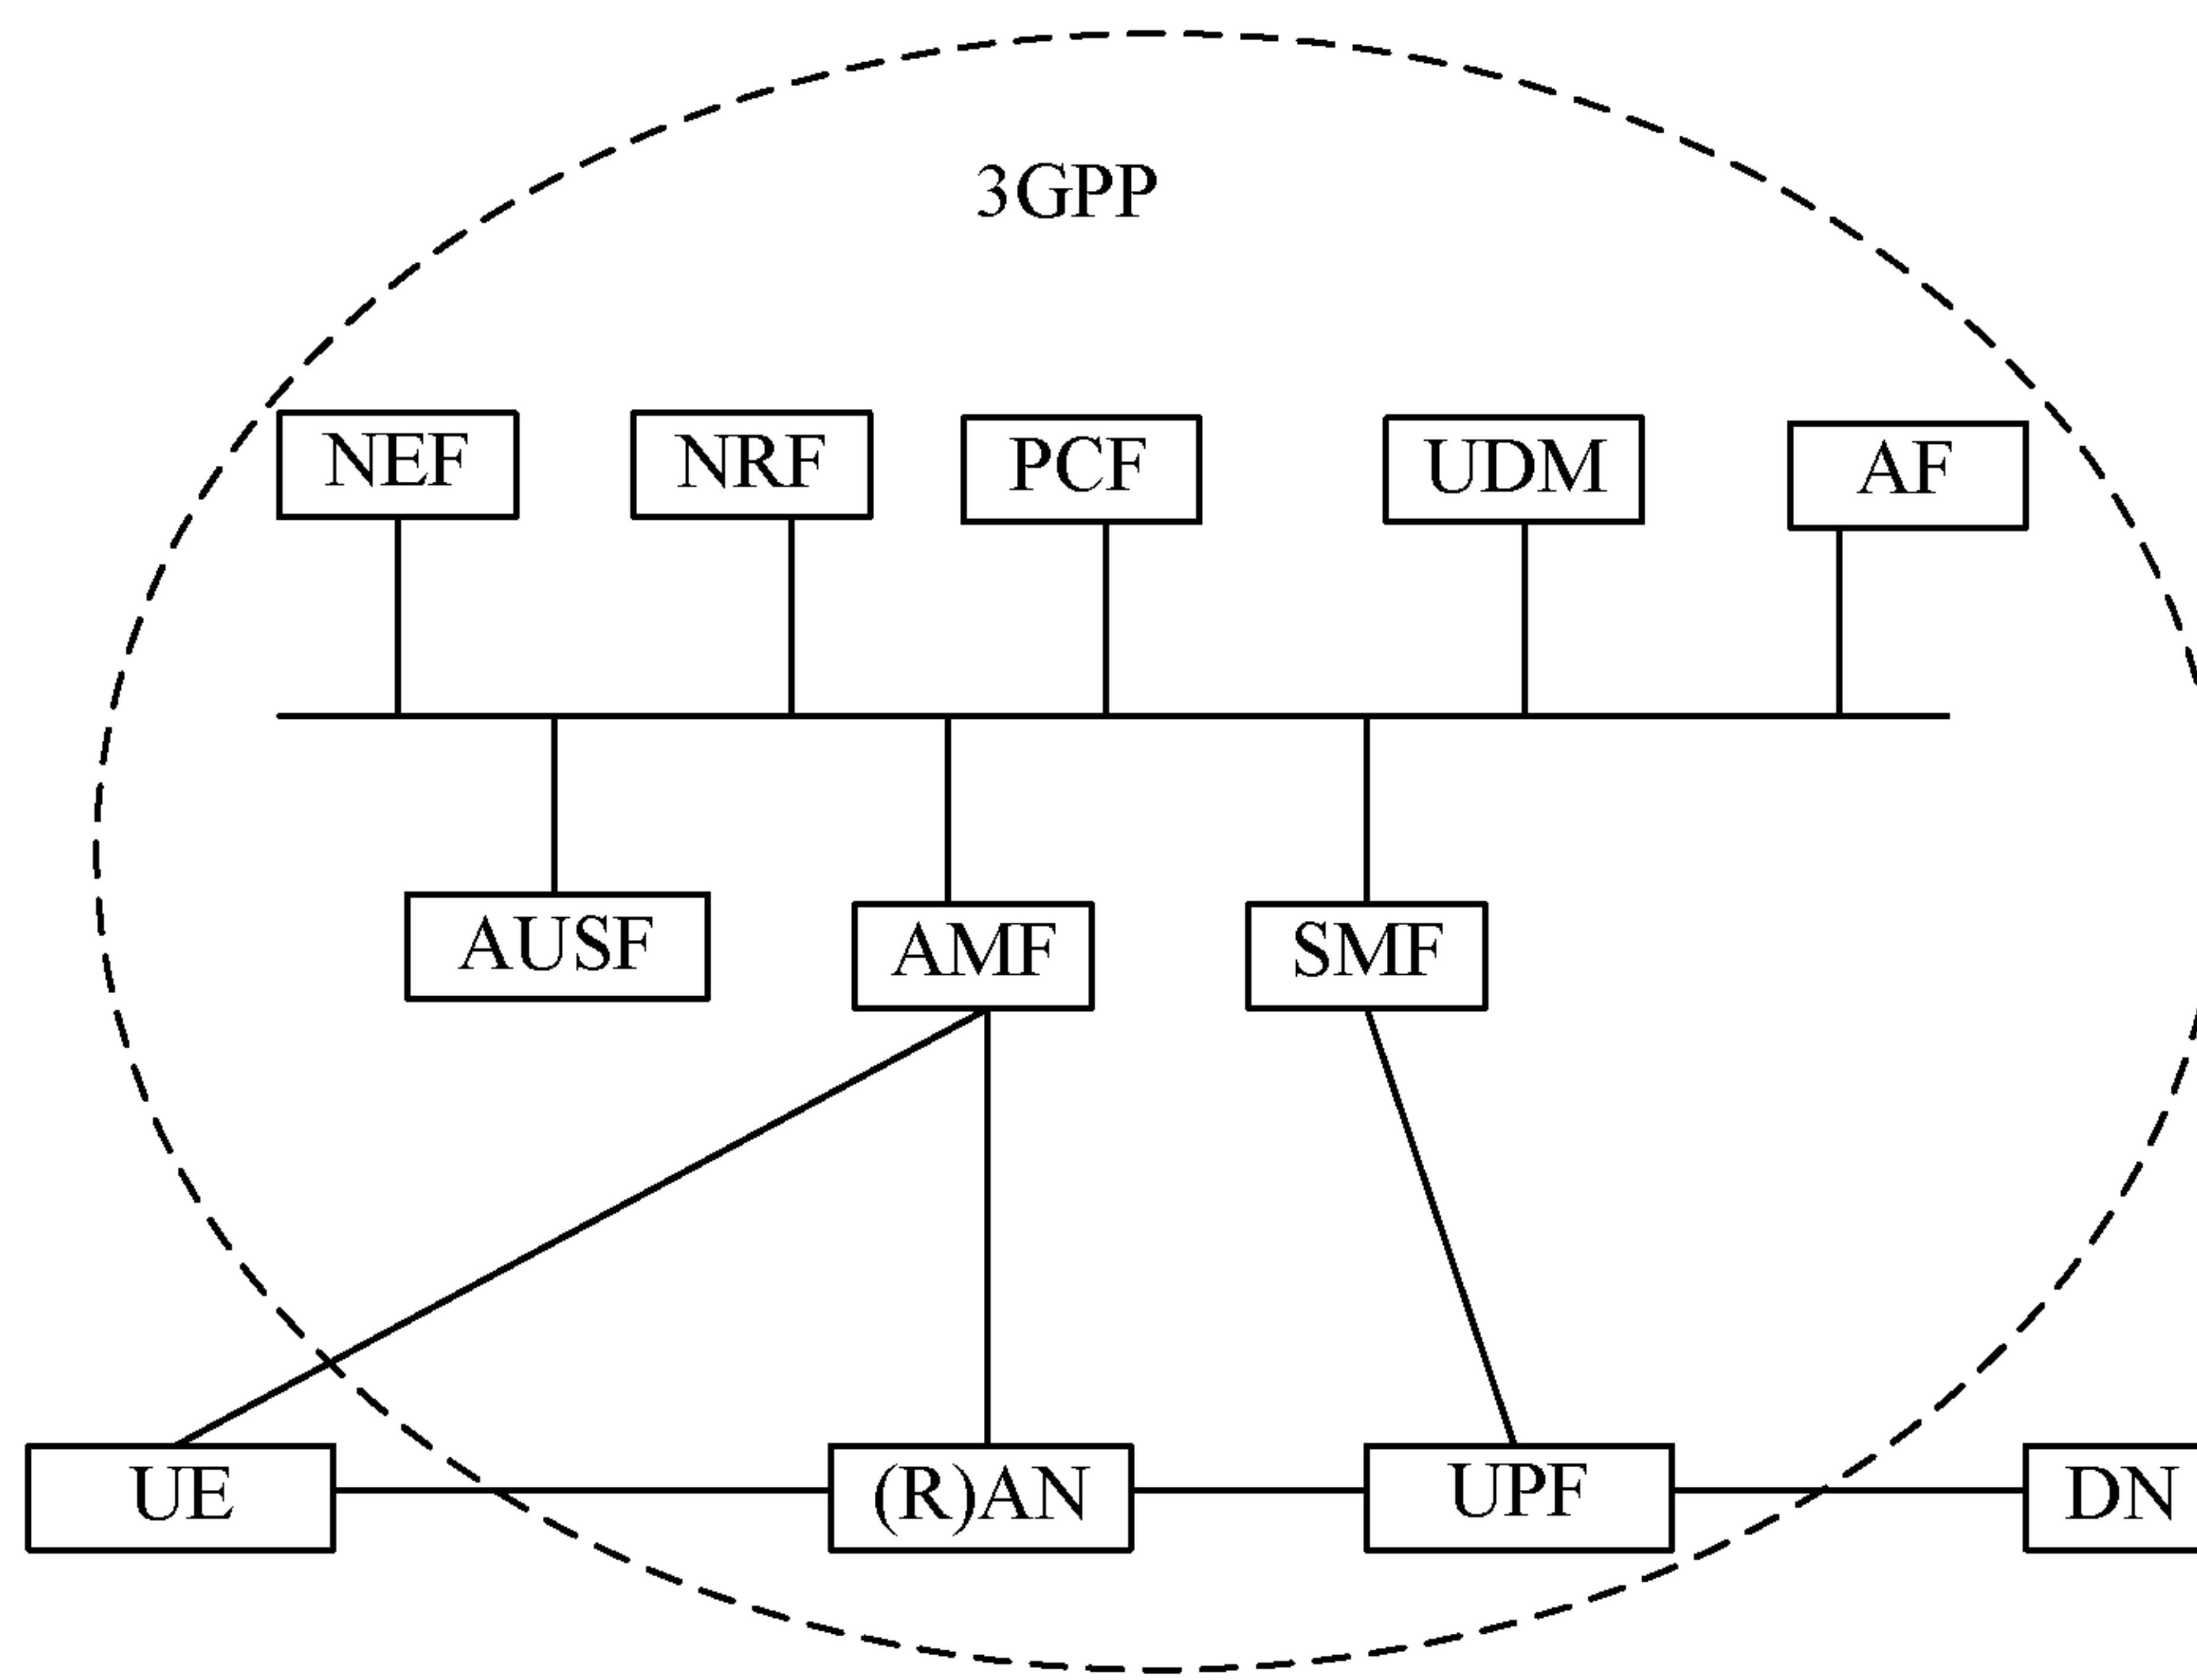 3GPP
NEF
NRF
PCF
UDM
AF
AUSF
AMF
SMF
UE
(R)AN
UPF
DN